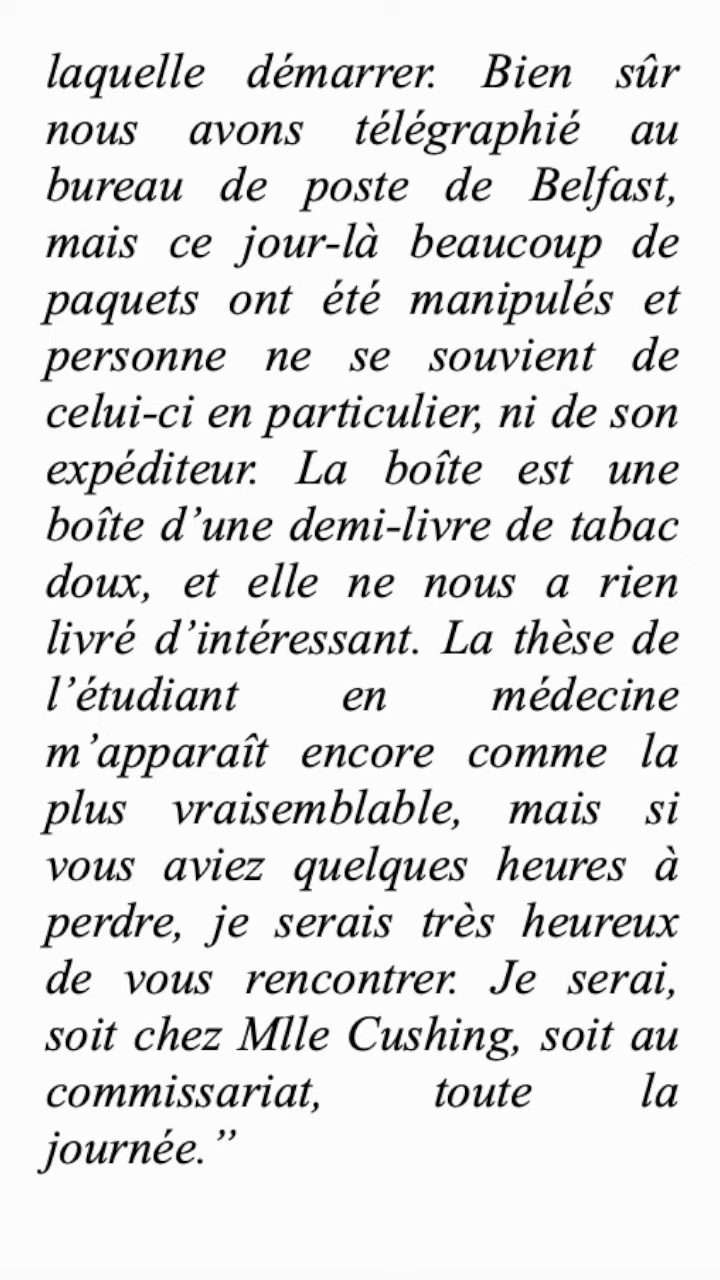 laquelle démarrer. Bien sûr
nous avons télégraphié au
bureau de poste de Belfast,
mais ce jour-là beaucoup de
paquets ont été manipulés et
personne ne se souvient de
celui-ci en particulier, ni de son
expéditeur. La boîte est une
boîte d’une demi-livre de tabac
doux, et elle ne nous a rien
livré d’intéressant. La thèse de
l’étudiant en médecine
m’apparaît encore comme la
plus vraisemblable, mais si
vous aviez quelques heures à
perdre, je serais très heureux
de vous rencontrer. Je serai,
soit chez Mlle Cushing, soit au
commissariat, toute la
journée.”